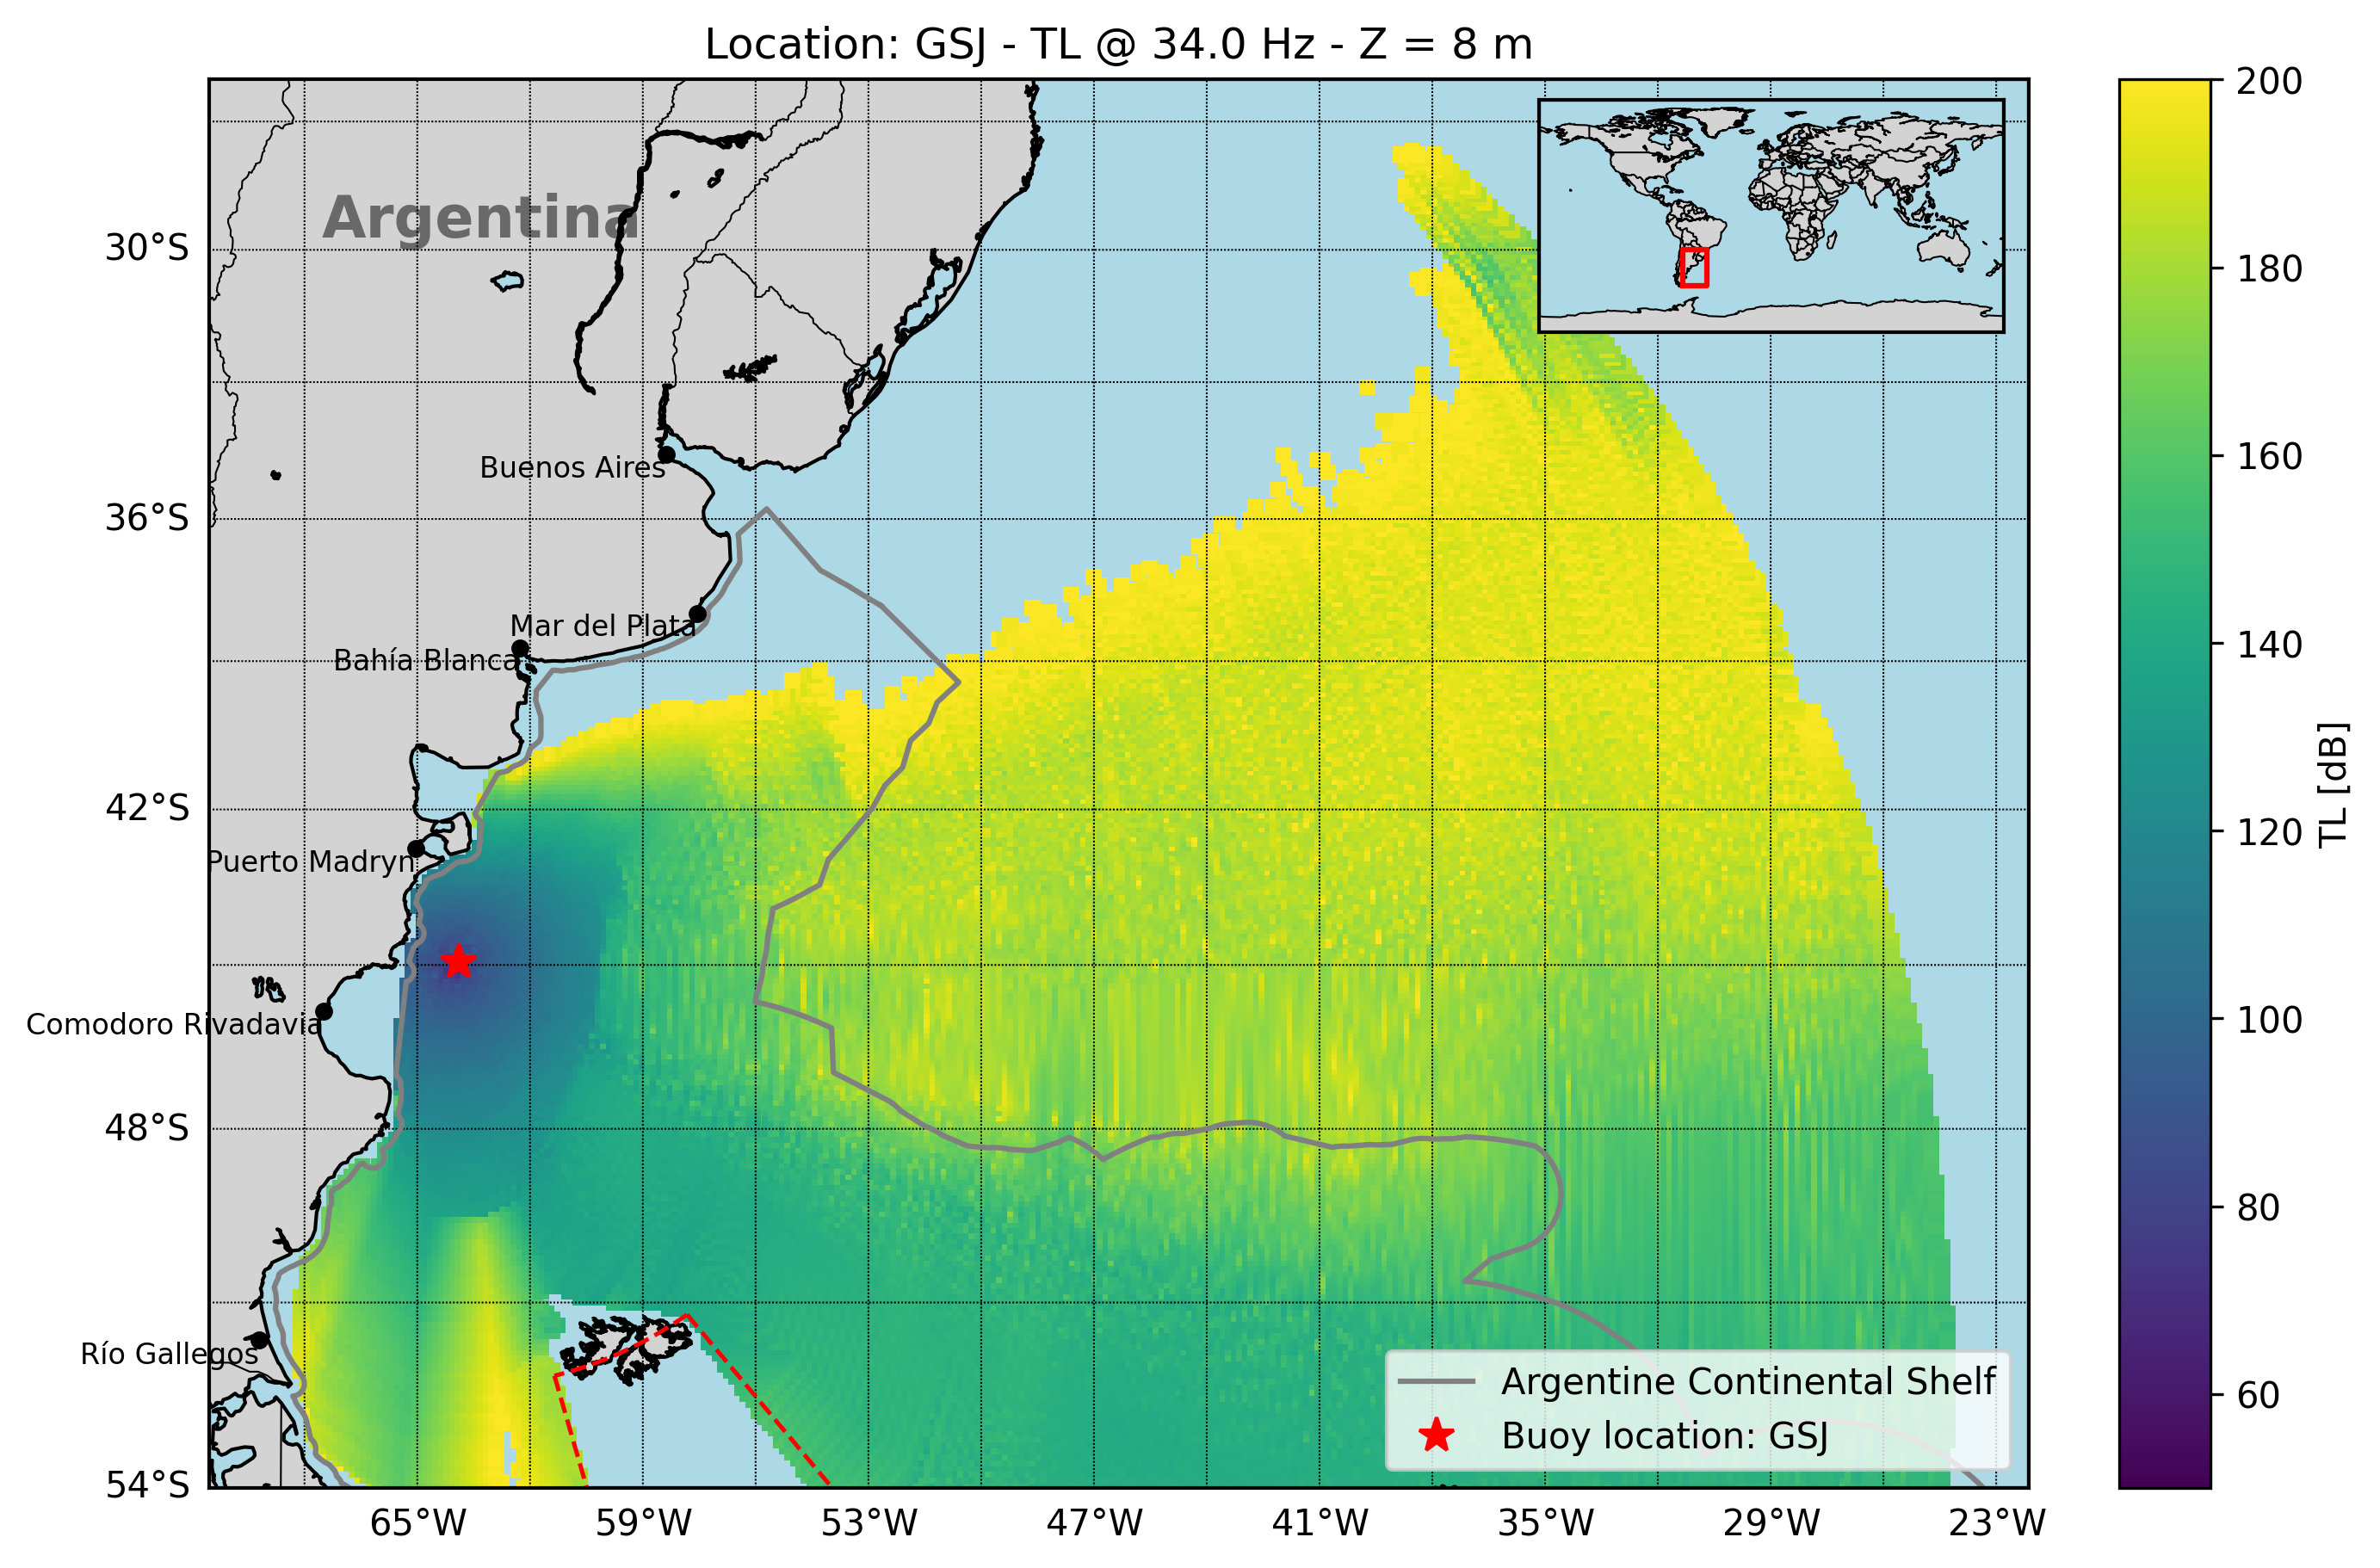 Location: GSJ - TL @ 34.0 Hz - Z = 8 m
Argentina
30°S
36°S
42°S
48°S
54°S
Buenos Aires
Mar del Plata
Bahía Blanca
Puerto Madryn
Comodoro Rivadavia
Río Gallegos
Argentine Continental Shelf
Buoy location: GSJ
65°W
59°W
53°W
47°W
41°W
35°W
29°W
23°W
200
180
160
140
120
100
80
60
TL [dB]